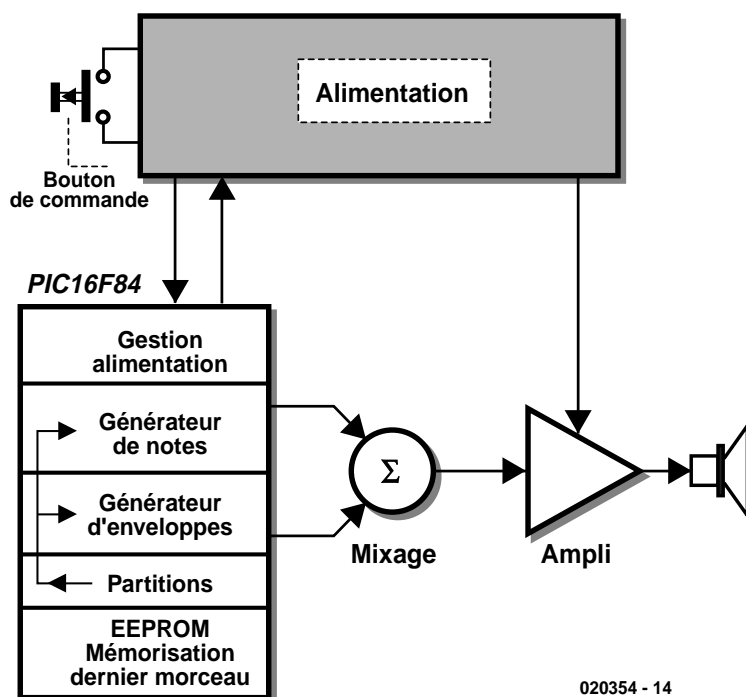 Alimentation
Bouton
de commande
PIC16F84
Gestion
alimentation
Générateur
de notes
Générateur
d'enveloppes
Partitions
EEPROM
Mémorisation
dernier morceau
Σ
Mixage
Ampli
020354 - 14